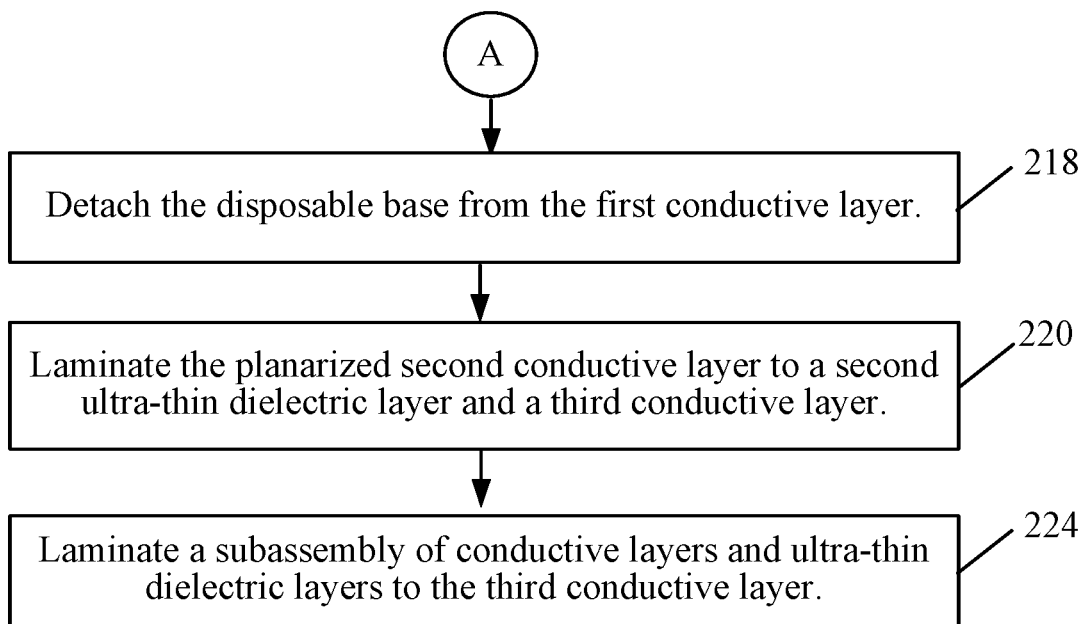 A
218
Detach the disposable base from the first conductive layer.
220
Laminate the planarized second conductive layer to a second
ultra-thin dielectric layer and a third conductive layer.
224
Laminate a subassembly of conductive layers and ultra-thin
dielectric layers to the third conductive layer.